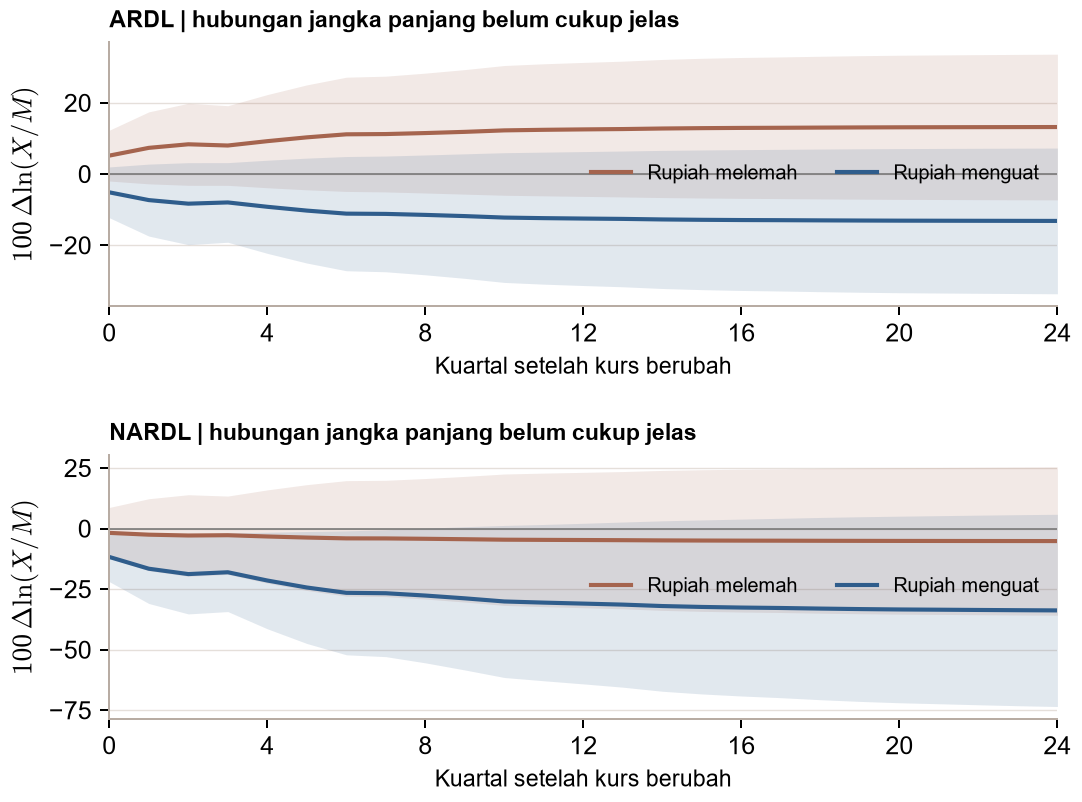 ARDL | hubungan jangka panjang belum cukup jelas
100 Δln(X/M)
20
0
−20
Rupiah melemah
Rupiah menguat
0 4 8 12 16 20 24
Kuartal setelah kurs berubah
NARDL | hubungan jangka panjang belum cukup jelas
100 Δln(X/M)
25
0
−25
−50
−75
Rupiah melemah
Rupiah menguat
0 4 8 12 16 20 24
Kuartal setelah kurs berubah